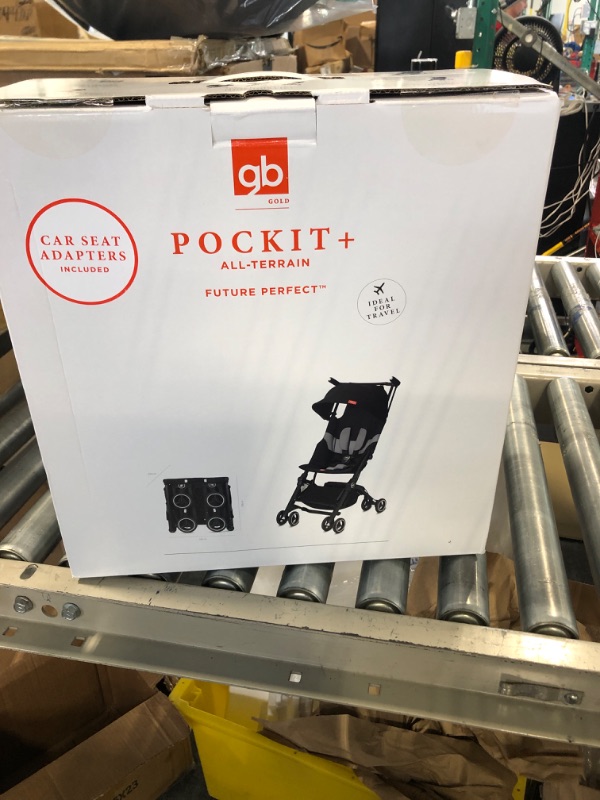 gb
GOLD
CAR SEAT
ADAPTERS
INCLUDED
POCKIT+
ALL-TERRAIN
FUTURE PERFECT™
IDEAL
FOR
TRAVEL